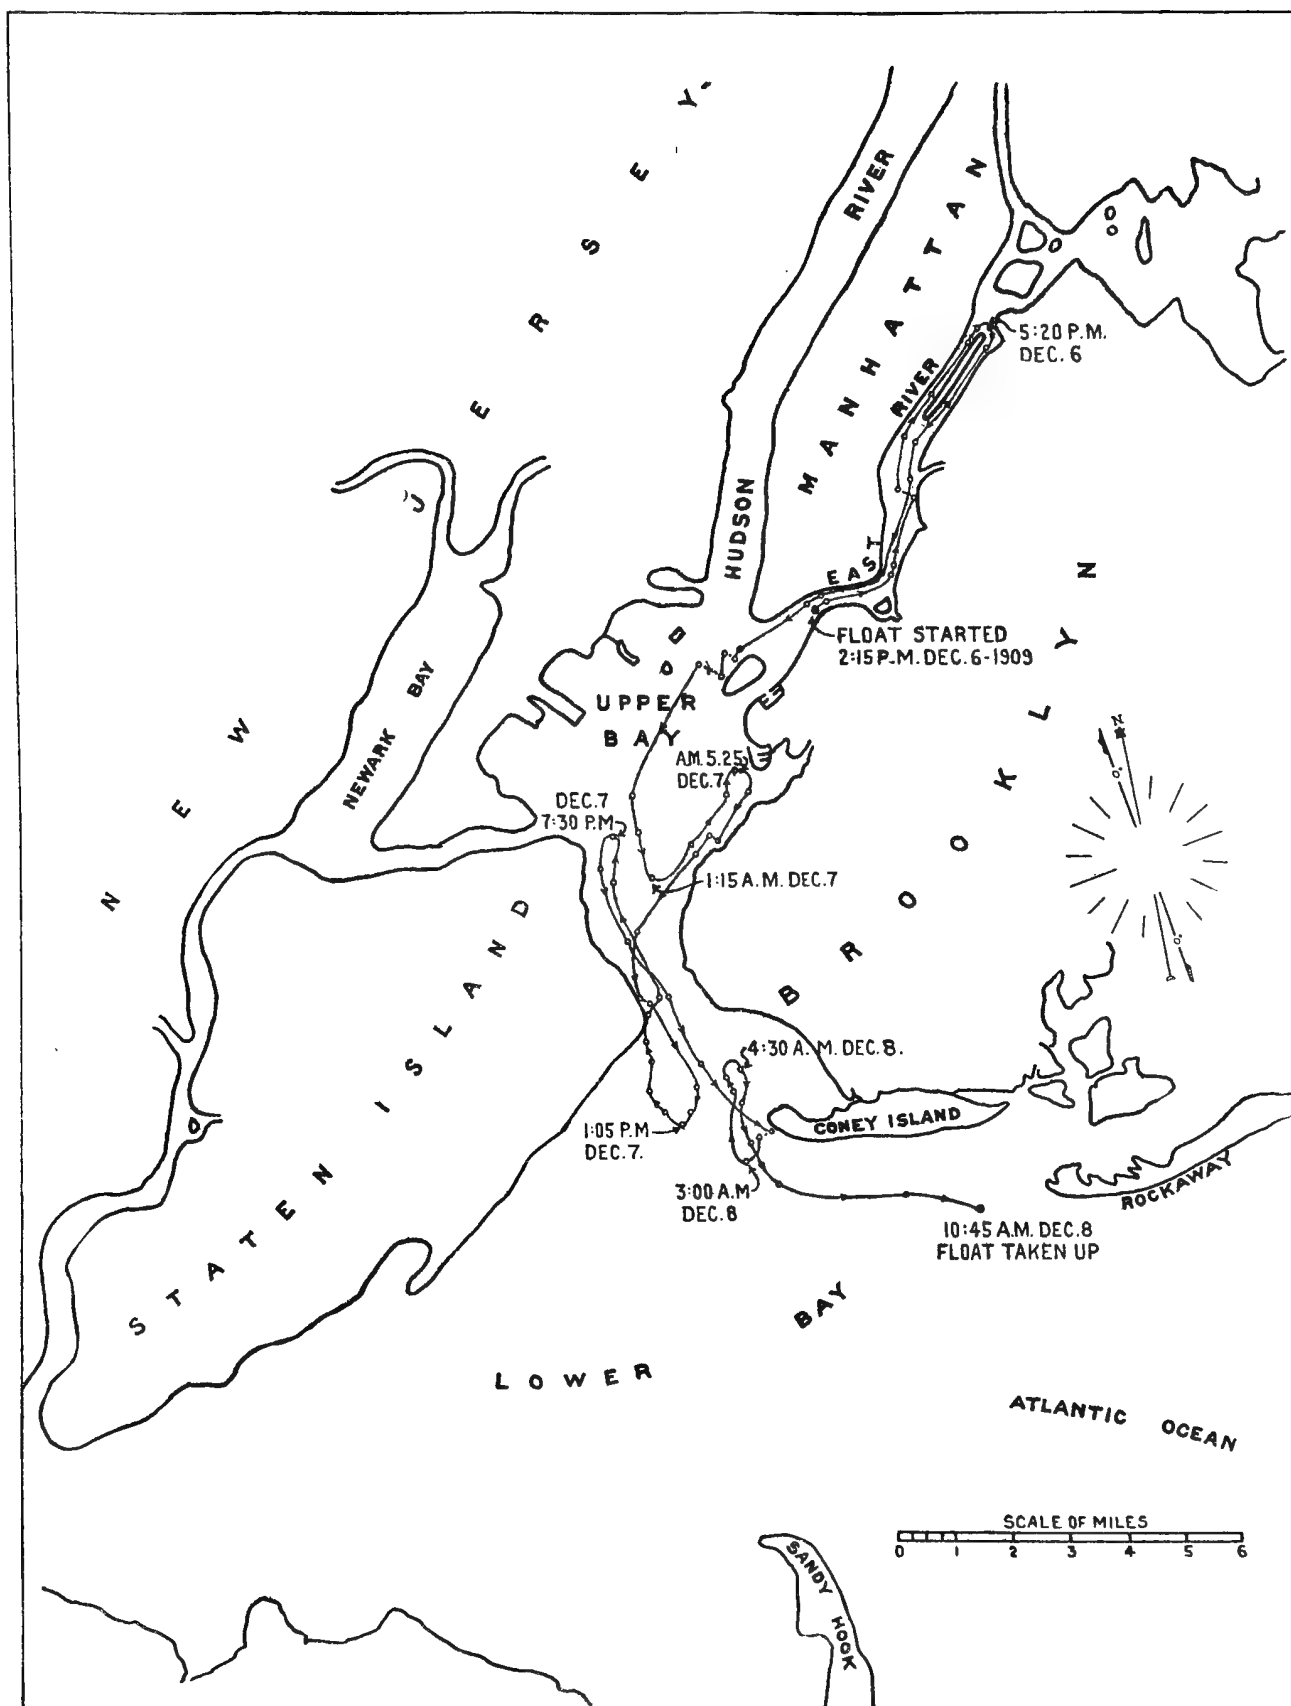 NEW JERSEY
HUDSON RIVER
MANHATTAN
EAST RIVER
5:20 P.M.
DEC. 6
FLOAT STARTED
2:15 P.M. DEC. 6-1909
NEWARK BAY
UPPER
BAY
A.M. 5.25
DEC. 7
DEC. 7
7:30 P.M
1:15 A.M. DEC. 7
BROOKLYN
N
STATEN ISLAND
4:30 A.M. DEC. 8.
1:05 P.M
DEC. 7.
CONEY ISLAND
ROCKAWAY
3:00 A.M
DEC. 8
10:45 A.M. DEC. 8
FLOAT TAKEN UP
LOWER BAY
ATLANTIC OCEAN
SCALE OF MILES
0 1 2 3 4 5 6
SANDY HOOK